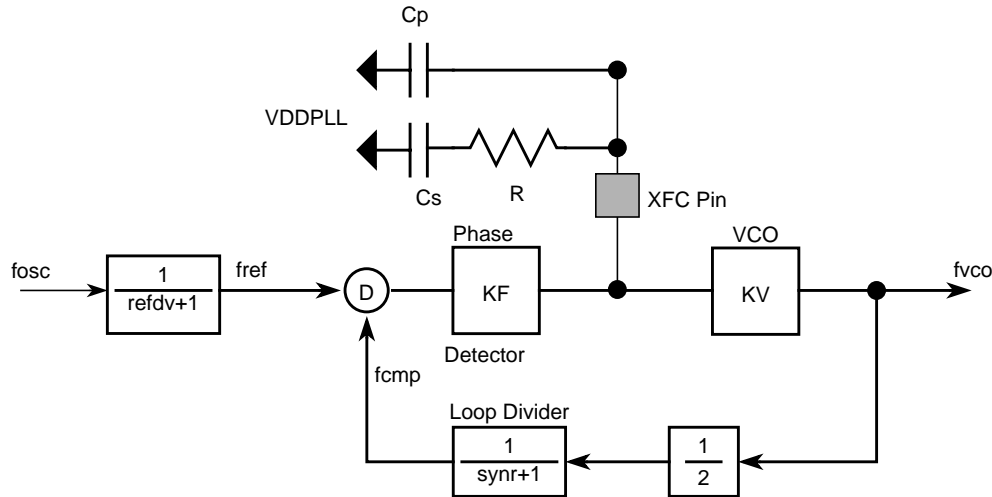 Cp
VDDPLL
Cs
R
XFC Pin
Phase
VCO
fosc
1
refdv+1
fref
D
KF
KV
fvco
Detector
fcmp
Loop Divider
1
synr+1
1
2